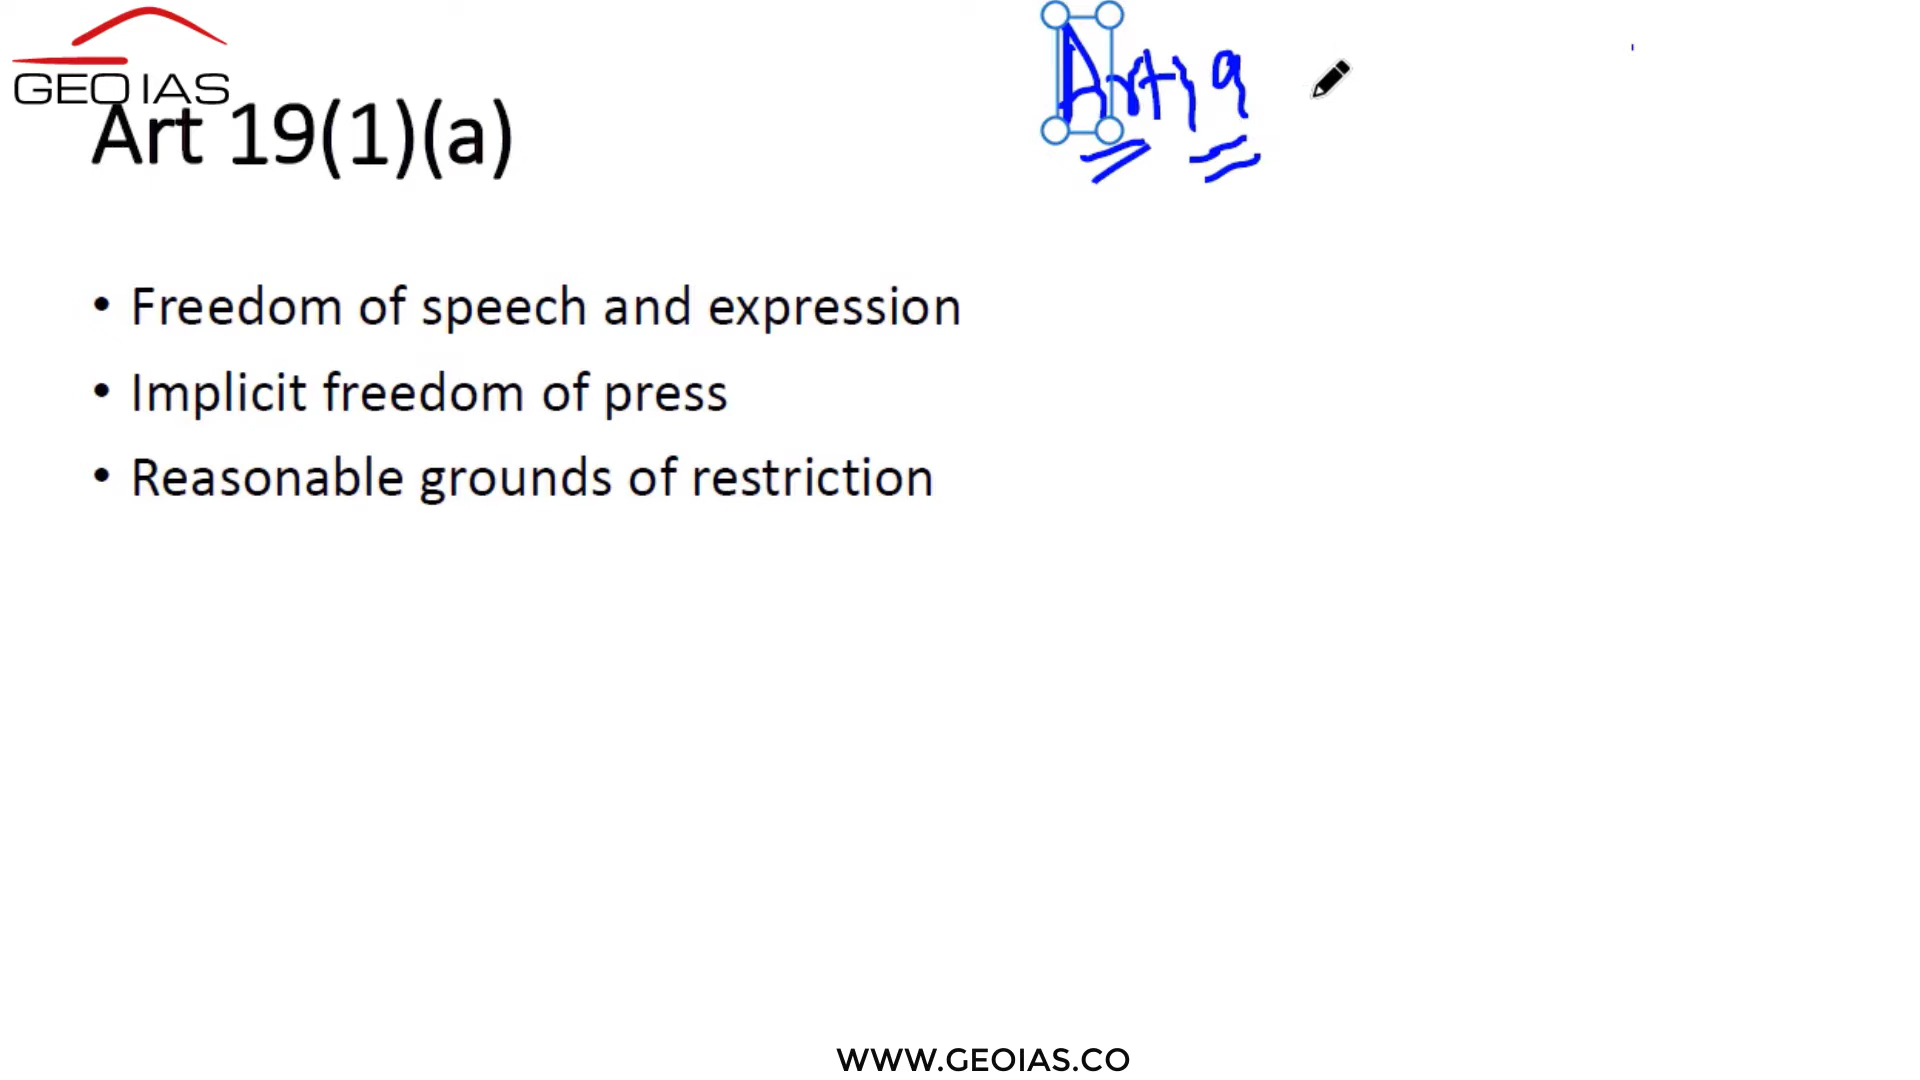 GEO IAS
Art 19
Art 19(1)(a)
• Freedom of speech and expression
• Implicit freedom of press
• Reasonable grounds of restriction
WWW.GEOIAS.CO